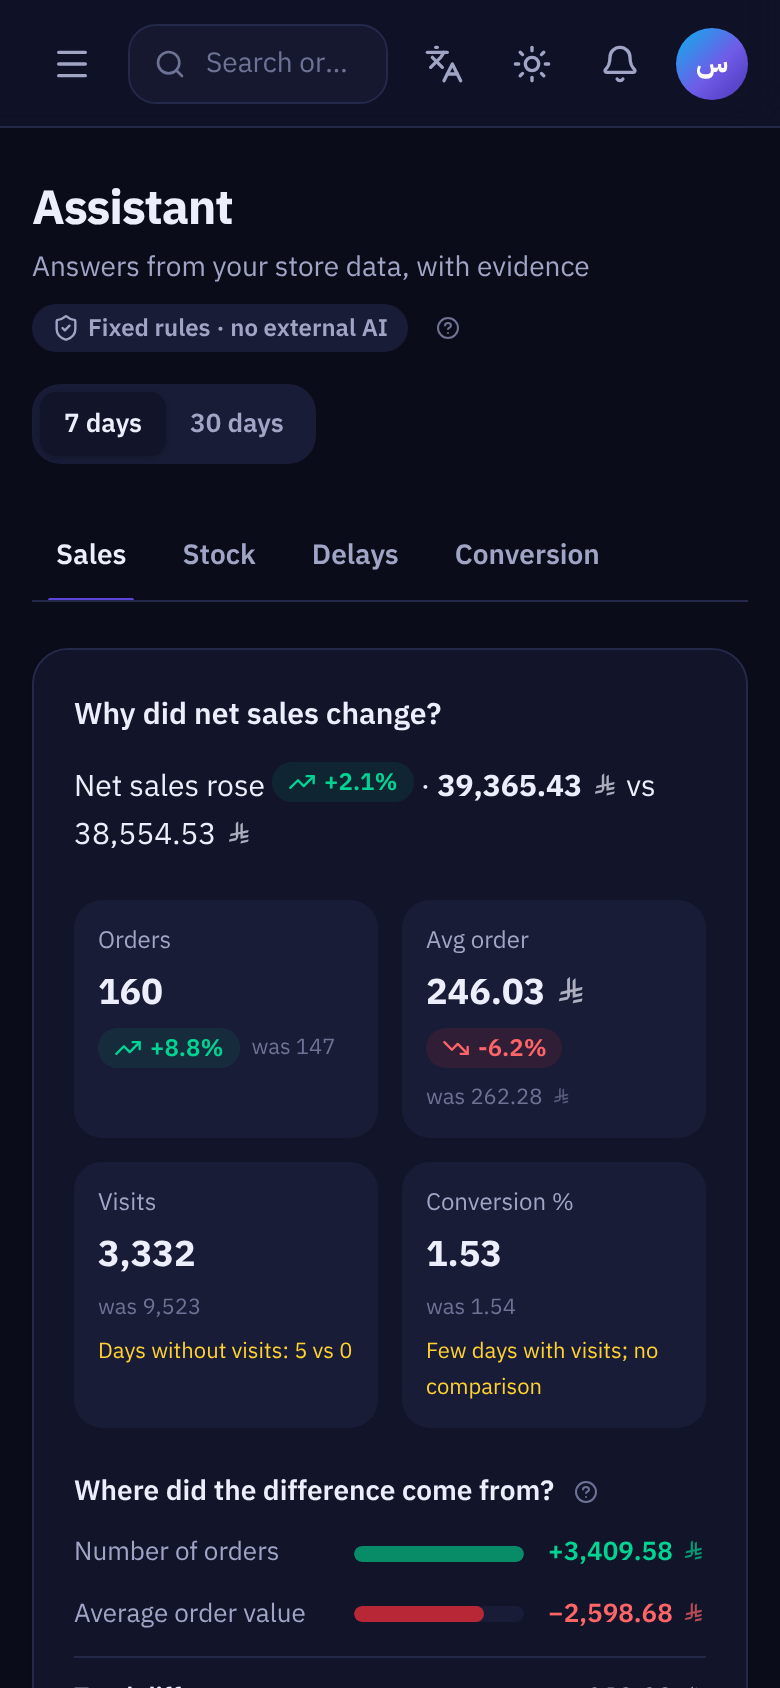 Search or...
س
Assistant
Answers from your store data, with evidence
Fixed rules · no external AI
7 days 30 days
Sales Stock Delays Conversion
Why did net sales change?
Net sales rose +2.1% · 39,365.43 ⃁ vs
38,554.53 ⃁
Orders
160
+8.8% was 147
Avg order
246.03 ⃁
-6.2%
was 262.28 ⃁
Visits
3,332
was 9,523
Days without visits: 5 vs 0
Conversion %
1.53
was 1.54
Few days with visits; no
comparison
Where did the difference come from?
Number of orders +3,409.58 ⃁
Average order value −2,598.68 ⃁